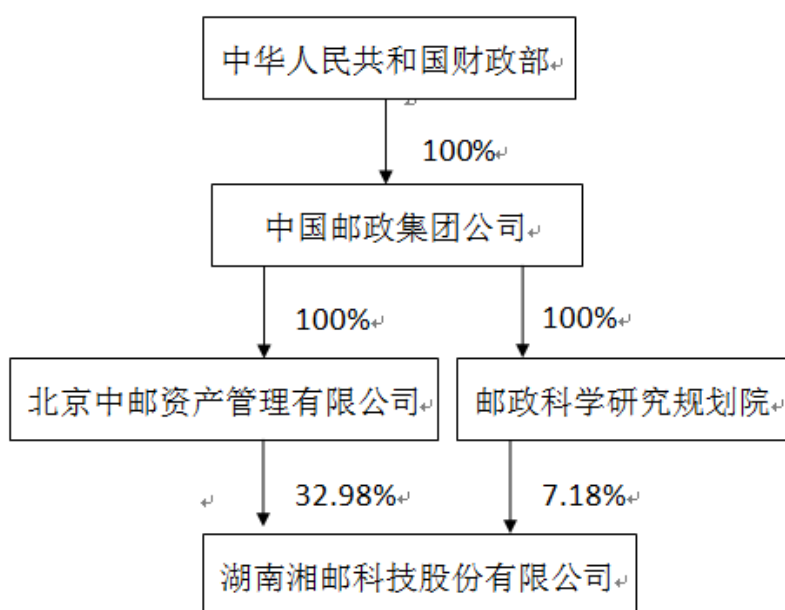 中华人民共和国财政部
100%
中国邮政集团公司
100%
100%
北京中邮资产管理有限公司
邮政科学研究规划院
32.98%
7.18%
湖南湘邮科技股份有限公司